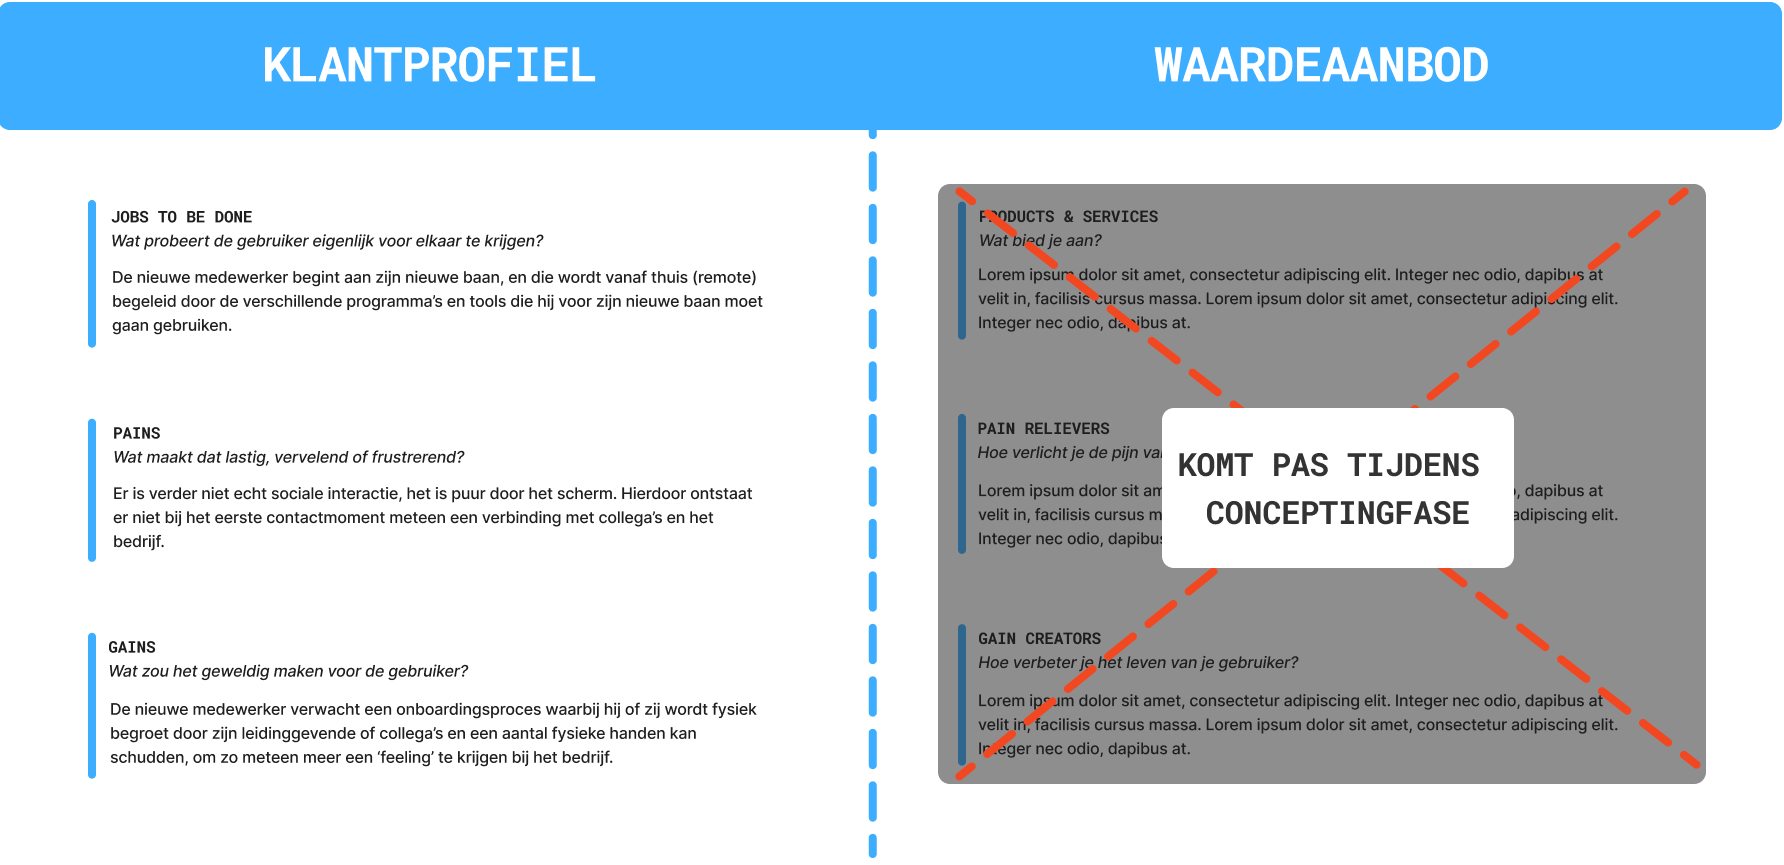 KLANTPROFIEL
WAARDEAANBOD
JOBS TO BE DONE
Wat probeert de gebruiker eigenlijk voor elkaar te krijgen?
De nieuwe medewerker begint aan zijn nieuwe baan, en die wordt vanaf thuis (remote)
begeleid door de verschillende programma’s en tools die hij voor zijn nieuwe baan moet
gaan gebruiken.
PAINS
Wat maakt dat lastig, vervelend of frustrerend?
Er is verder niet echt sociale interactie, het is puur door het scherm. Hierdoor ontstaat
er niet bij het eerste contactmoment meteen een verbinding met collega’s en het
bedrijf.
GAINS
Wat zou het geweldig maken voor de gebruiker?
De nieuwe medewerker verwacht een onboardingsproces waarbij hij of zij wordt fysiek
begroet door zijn leidinggevende of collega’s en een aantal fysieke handen kan
schudden, om zo meteen meer een ‘feeling’ te krijgen bij het bedrijf.
PRODUCTS & SERVICES
Wat bied je aan?
Lorem ipsum dolor sit amet, consectetur adipiscing elit. Integer nec odio, dapibus at
velit in, facilisis cursus massa. Lorem ipsum dolor sit amet, consectetur adipiscing elit.
Integer nec odio, dapibus at.
PAIN RELIEVERS
Hoe verlicht je de pijn
Lorem ipsum dolor sit dapibus at
velit in, facilisis cursus adipiscing elit.
Integer nec odio,
KOMT PAS TIJDENS
CONCEPTINGFASE
GAIN CREATORS
Hoe verbeter je het leven van je gebruiker?
Lorem ipsum dolor sit amet, consectetur adipiscing elit. Integer nec odio, dapibus at
velit in, facilisis cursus massa. Lorem ipsum dolor sit amet, consectetur adipiscing elit.
Integer nec odio, dapibus at.